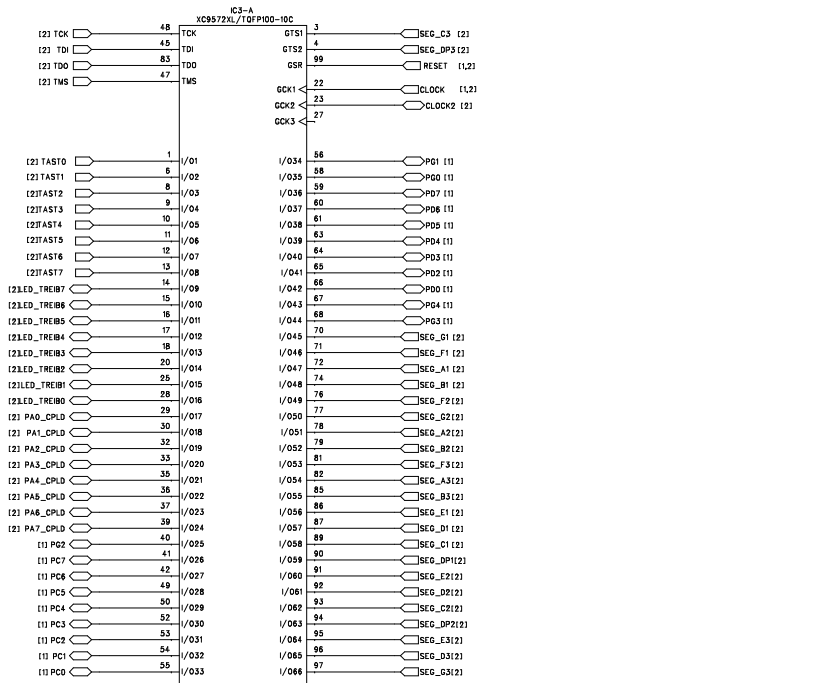 IC3-A
XC9572XL/TQFP100-10C
[2] TCK 48 TCK GTS1 3 SEG_C3 [2]
[2] TDI 45 TDI GTS2 4 SEG_DP3[2]
[2] TDO 83 TDO GSR 99 RESET [1,2]
[2] TMS 47 TMS
GCK1 22 CLOCK [1,2]
GCK2 23 CLOCK2 [2]
GCK3 27
[2] TAST0 1 I/O1 I/O34 56 PG1 [1]
[2] TAST1 6 I/O2 I/O35 58 PG0 [1]
[2]TAST2 8 I/O3 I/O36 59 PD7 [1]
[2]TAST3 9 I/O4 I/O37 60 PD6 [1]
[2]TAST4 10 I/O5 I/O38 61 PD5 [1]
[2]TAST5 11 I/O6 I/O39 63 PD4 [1]
[2]TAST6 12 I/O7 I/O40 64 PD3 [1]
[2]TAST7 13 I/O8 I/O41 65 PD2 [1]
[2]LED_TREIB7 14 I/O9 I/O42 66 PD0 [1]
[2]LED_TREIB6 15 I/O10 I/O43 67 PG4 [1]
[2]LED_TREIB5 16 I/O11 I/O44 68 PG3 [1]
[2]LED_TREIB4 17 I/O12 I/O45 70 SEG_G1 [2]
[2]LED_TREIB3 18 I/O13 I/O46 71 SEG_F1 [2]
[2]LED_TREIB2 20 I/O14 I/O47 72 SEG_A1 [2]
[2]LED_TREIB1 25 I/O15 I/O48 74 SEG_B1 [2]
[2]LED_TREIB0 28 I/O16 I/O49 76 SEG_F2[2]
[2] PA0_CPLD 29 I/O17 I/O50 77 SEG_G2[2]
[2] PA1_CPLD 30 I/O18 I/O51 78 SEG_A2[2]
[2] PA2_CPLD 32 I/O19 I/O52 79 SEG_B2[2]
[2] PA3_CPLD 33 I/O20 I/O53 81 SEG_F3[2]
[2] PA4_CPLD 35 I/O21 I/O54 82 SEG_A3[2]
[2] PA5_CPLD 36 I/O22 I/O55 85 SEG_B3[2]
[2] PA6_CPLD 37 I/O23 I/O56 86 SEG_E1 [2]
[2] PA7_CPLD 39 I/O24 I/O57 87 SEG_D1 [2]
[1] PG2 40 I/O25 I/O58 89 SEG_C1 [2]
[1] PC7 41 I/O26 I/O59 90 SEG_DP1[2]
[1] PC6 42 I/O27 I/O60 91 SEG_E2[2]
[1] PC5 49 I/O28 I/O61 92 SEG_D2[2]
[1] PC4 50 I/O29 I/O62 93 SEG_C2[2]
[1] PC3 52 I/O30 I/O63 94 SEG_DP2[2]
[1] PC2 53 I/O31 I/O64 95 SEG_E3[2]
[1] PC1 54 I/O32 I/O65 96 SEG_D3[2]
[1] PC0 55 I/O33 I/O66 97 SEG_G3[2]